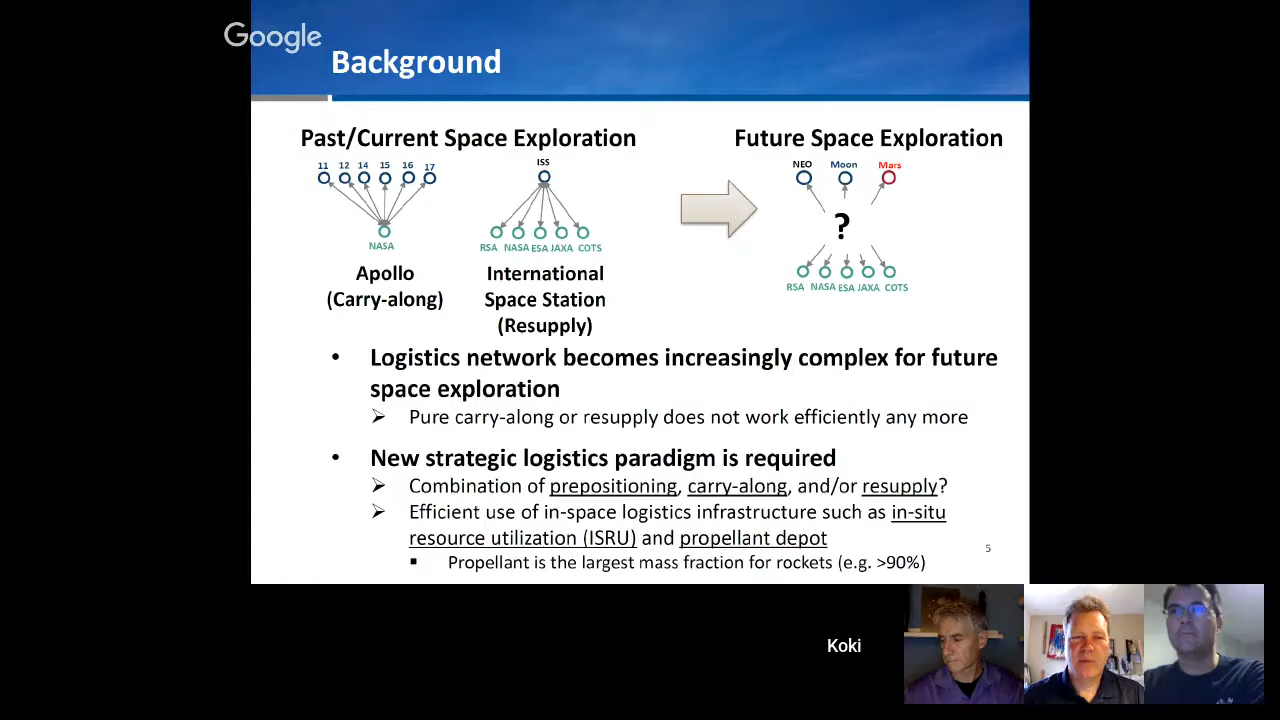 Google
Background
Past/Current Space Exploration
Future Space Exploration
11 12 14 15 16 17
ISS
NEO Moon Mars
NASA
RSA NASA ESA JAXA COTS
?
RSA NASA ESA JAXA COTS
Apollo
(Carry-along)
International
Space Station
(Resupply)
• Logistics network becomes increasingly complex for future
space exploration
➢ Pure carry-along or resupply does not work efficiently any more
• New strategic logistics paradigm is required
➢ Combination of prepositioning, carry-along, and/or resupply?
➢ Efficient use of in-space logistics infrastructure such as in-situ
resource utilization (ISRU) and propellant depot
▪ Propellant is the largest mass fraction for rockets (e.g. >90%)
5
Koki